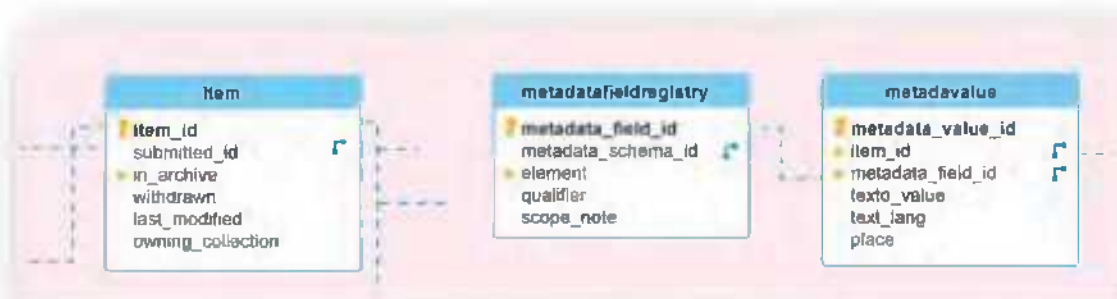 item
item_id
submitted_id
in_archive
withdrawn
last_modified
owning_collection
metadatafieldregistry
metadata_field_id
metadata_schema_id
element
qualifier
scope_note
metadavalue
metadata_value_id
item_id
metadata_field_id
texto_value
text_lang
place